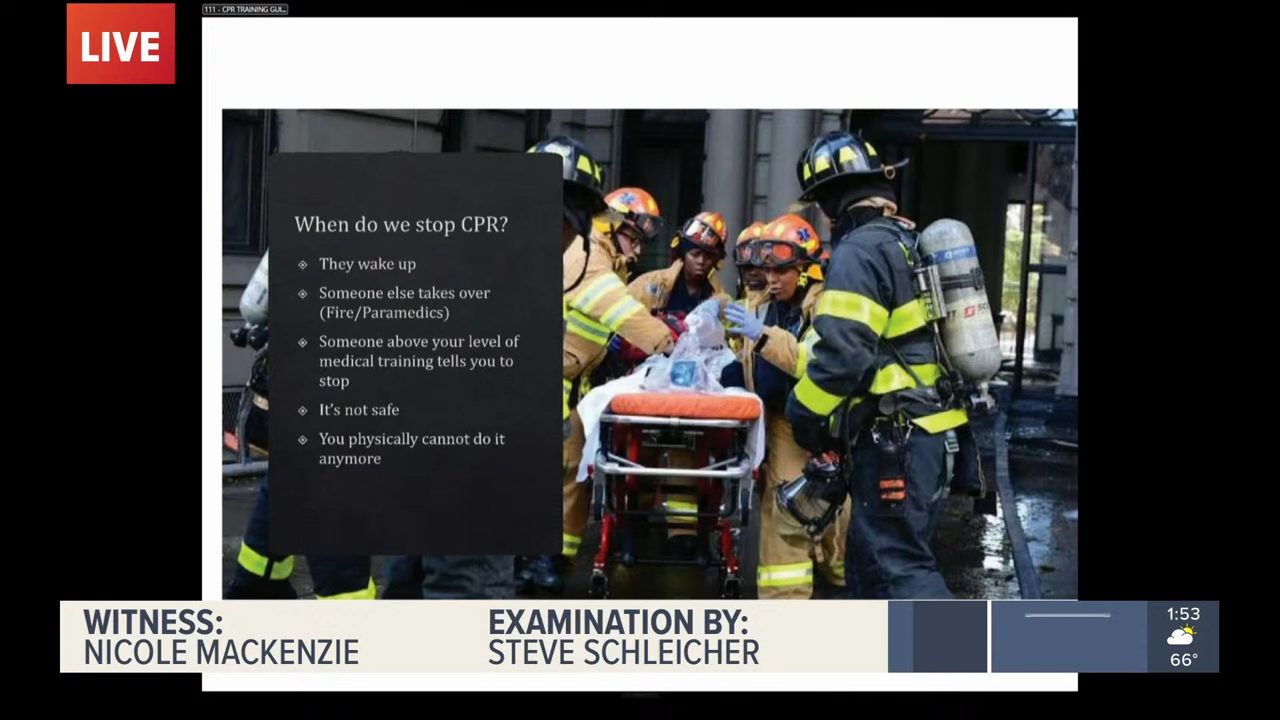 111 - CPR TRAINING GUI...
LIVE
When do we stop CPR?
They wake up
Someone else takes over
(Fire/Paramedics)
Someone above your level of
medical training tells you to
stop
It's not safe
You physically cannot do it
anymore
WITNESS:
NICOLE MACKENZIE
EXAMINATION BY:
STEVE SCHLEICHER
1:53
66°